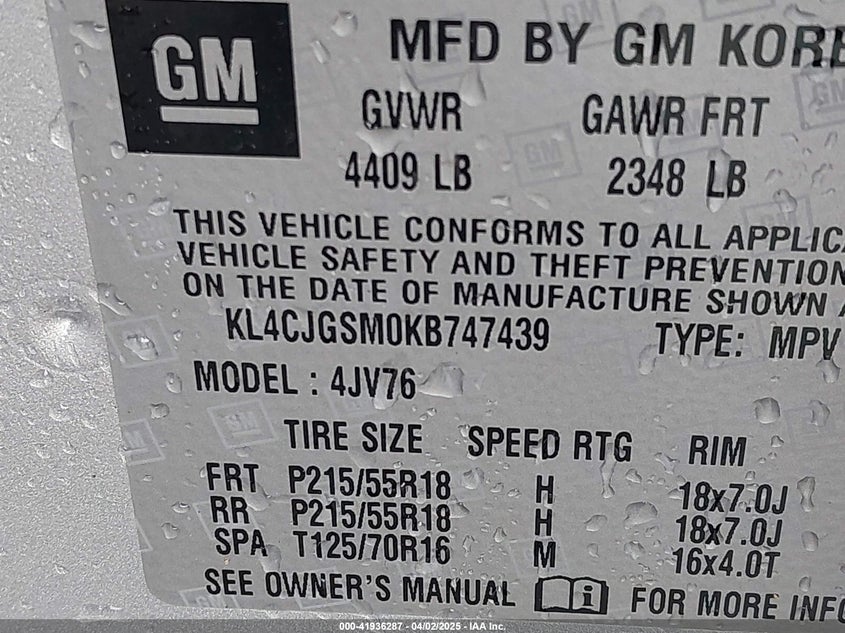 GM
MFD BY GM KORE
GVWR GAWR FRT
4409 LB 2348 LB
THIS VEHICLE CONFORMS TO ALL APPLICA
VEHICLE SAFETY AND THEFT PREVENTION
ON THE DATE OF MANUFACTURE SHOWN A
KL4CJGSM0KB747439 TYPE: MPV
MODEL : 4JV76
TIRE SIZE SPEED RTG RIM
FRT P215/55R18 H 18x7.0J
RR P215/55R18 H 18x7.0J
SPA T125/70R16 M 16x4.0T
SEE OWNER'S MANUAL i FOR MORE INFO
000-41936287 - 04/02/2025 - IAA Inc.